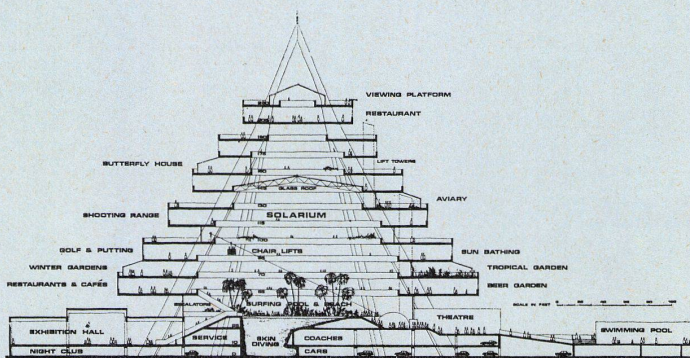 VIEWING PLATFORM
RESTAURANT
BUTTERFLY HOUSE
LIFT TOWERS
GLASS ROOF
AVIARY
SHOOTING RANGE
SOLARIUM
GOLF & PUTTING
CHAIR LIFTS
SUN BATHING
WINTER GARDENS
TROPICAL GARDEN
RESTAURANTS & CAFÉS
BEER GARDEN
ESCALATORS
SURFING POOL & BEACH
SCALE IN FEET
THEATRE
EXHIBITION HALL
SERVICE
SKIN
DIVING
COACHES
SWIMMING POOL
NIGHT CLUB
CARS